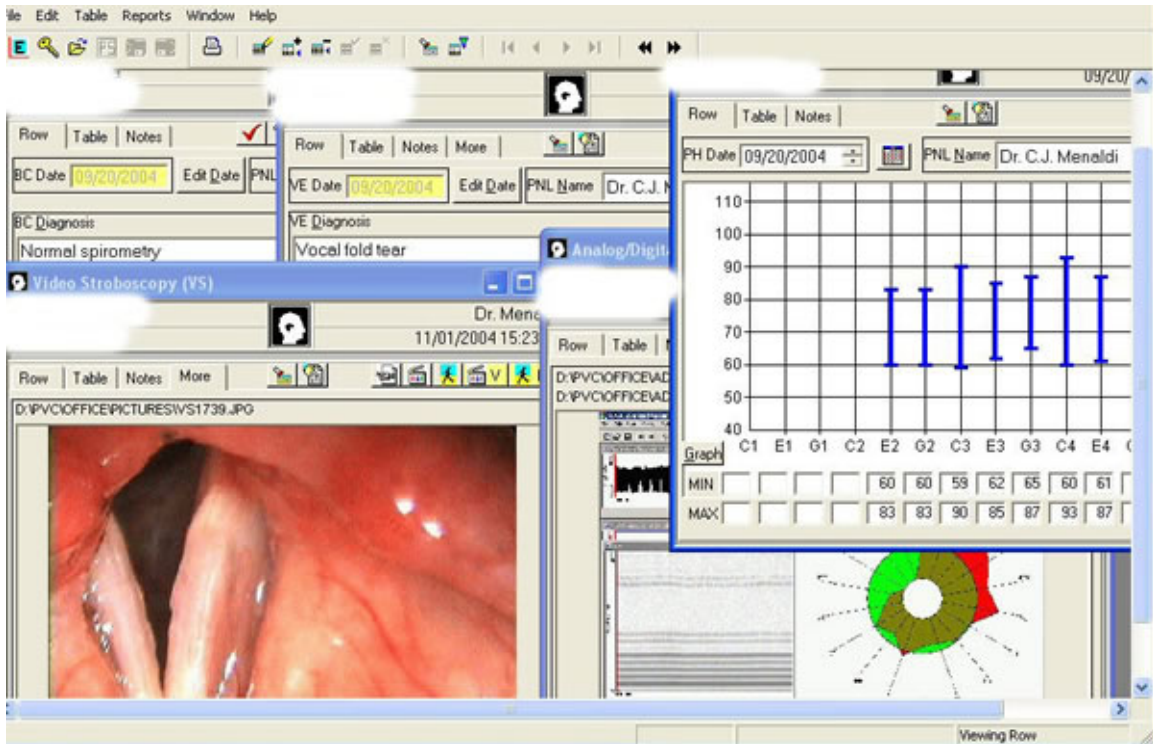 File Edit Table Reports Window Help
Row Table Notes
BC Date 09/20/2004 Edit Date PNL
BC Diagnosis
Normal spirometry
Row Table Notes More
VE Date 09/20/2004 Edit Date PNL Name Dr. C.J. M
VE Diagnosis
Vocal fold tear
09/20/
Row Table Notes
PH Date 09/20/2004 PNL Name Dr. C.J. Menaldi
110
100
90
80
70
60
50
40
C1 E1 G1 C2 E2 G2 C3 E3 G3 C4 E4
Graph
MIN 60 60 59 62 65 60 61
MAX 83 83 90 85 87 93 87
Video Stroboscopy (VS)
Dr. Mena
11/01/2004 15:23
Row Table Notes More
V
D:\PVC\OFFICE\PICTURES\VS1739.JPG
Analog/Digita
Row Table
D:\PVC\OFFICE\AD
D:\PVC\OFFICE\AD
Viewing Row